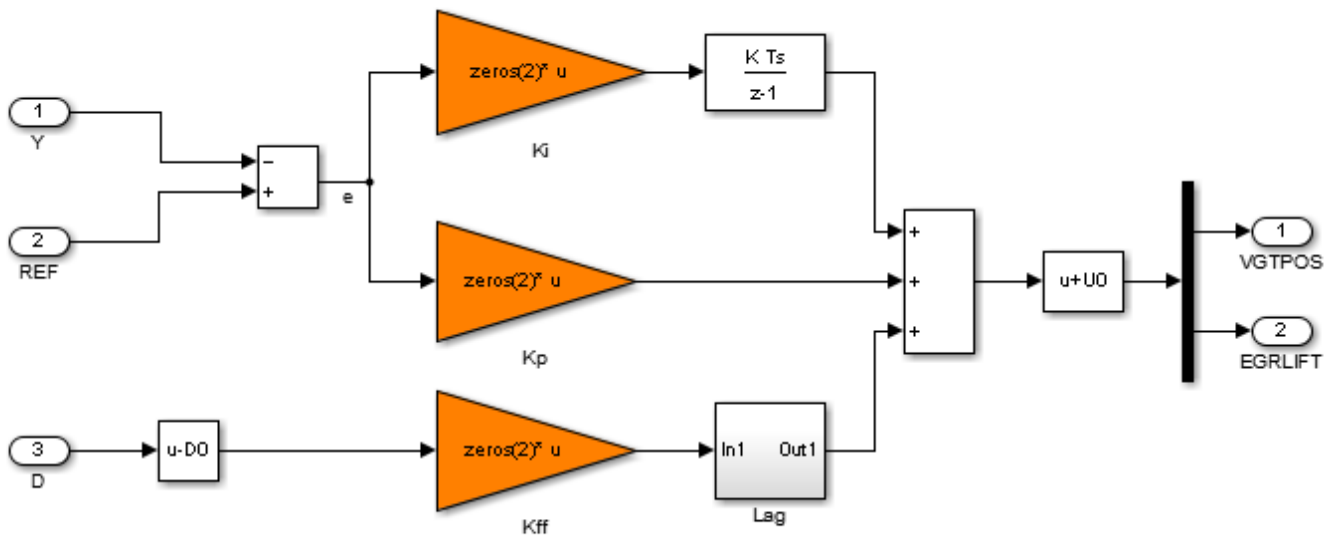 1
Y
2
REF
3
D
u-D0
−
+
e
zeros(2)* u
Ki
K Ts
z-1
zeros(2)* u
Kp
zeros(2)* u
Kff
In1 Out1
Lag
+
+
+
u+U0
1
VGTPOS
2
EGRLIFT